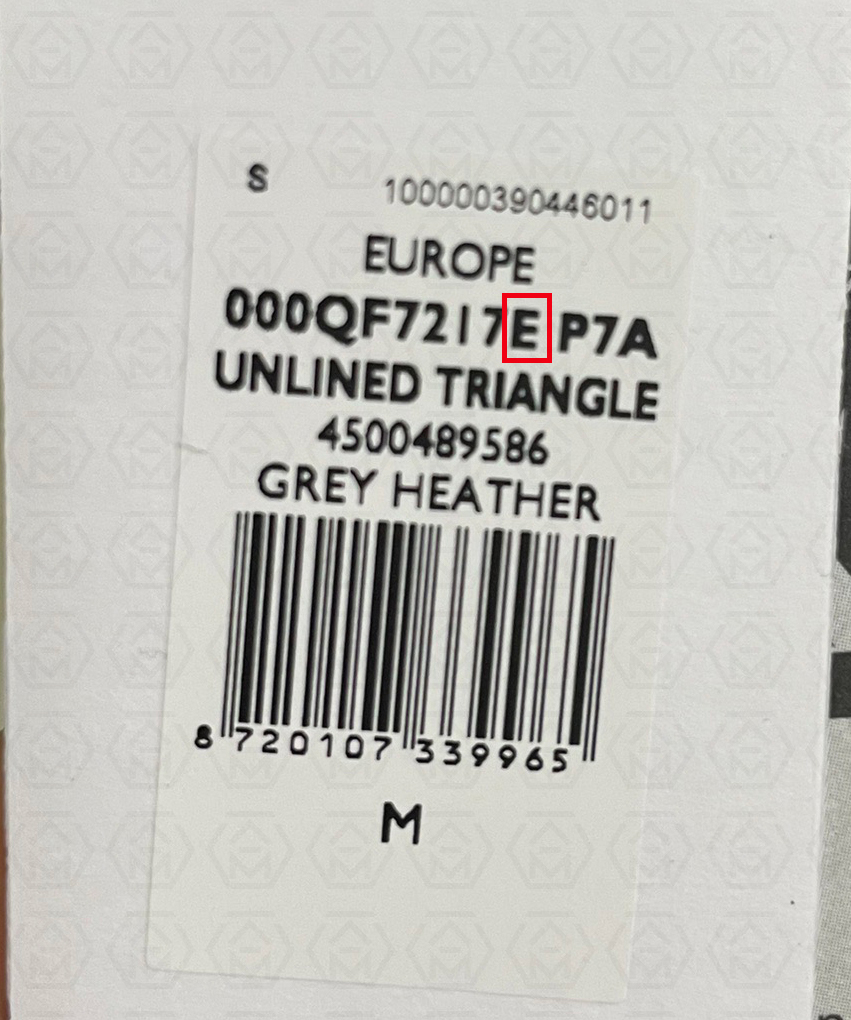 S 100000390446011
EUROPE
000QF7217E P7A
UNLINED TRIANGLE
4500489586
GREY HEATHER
8 720107 339965
M